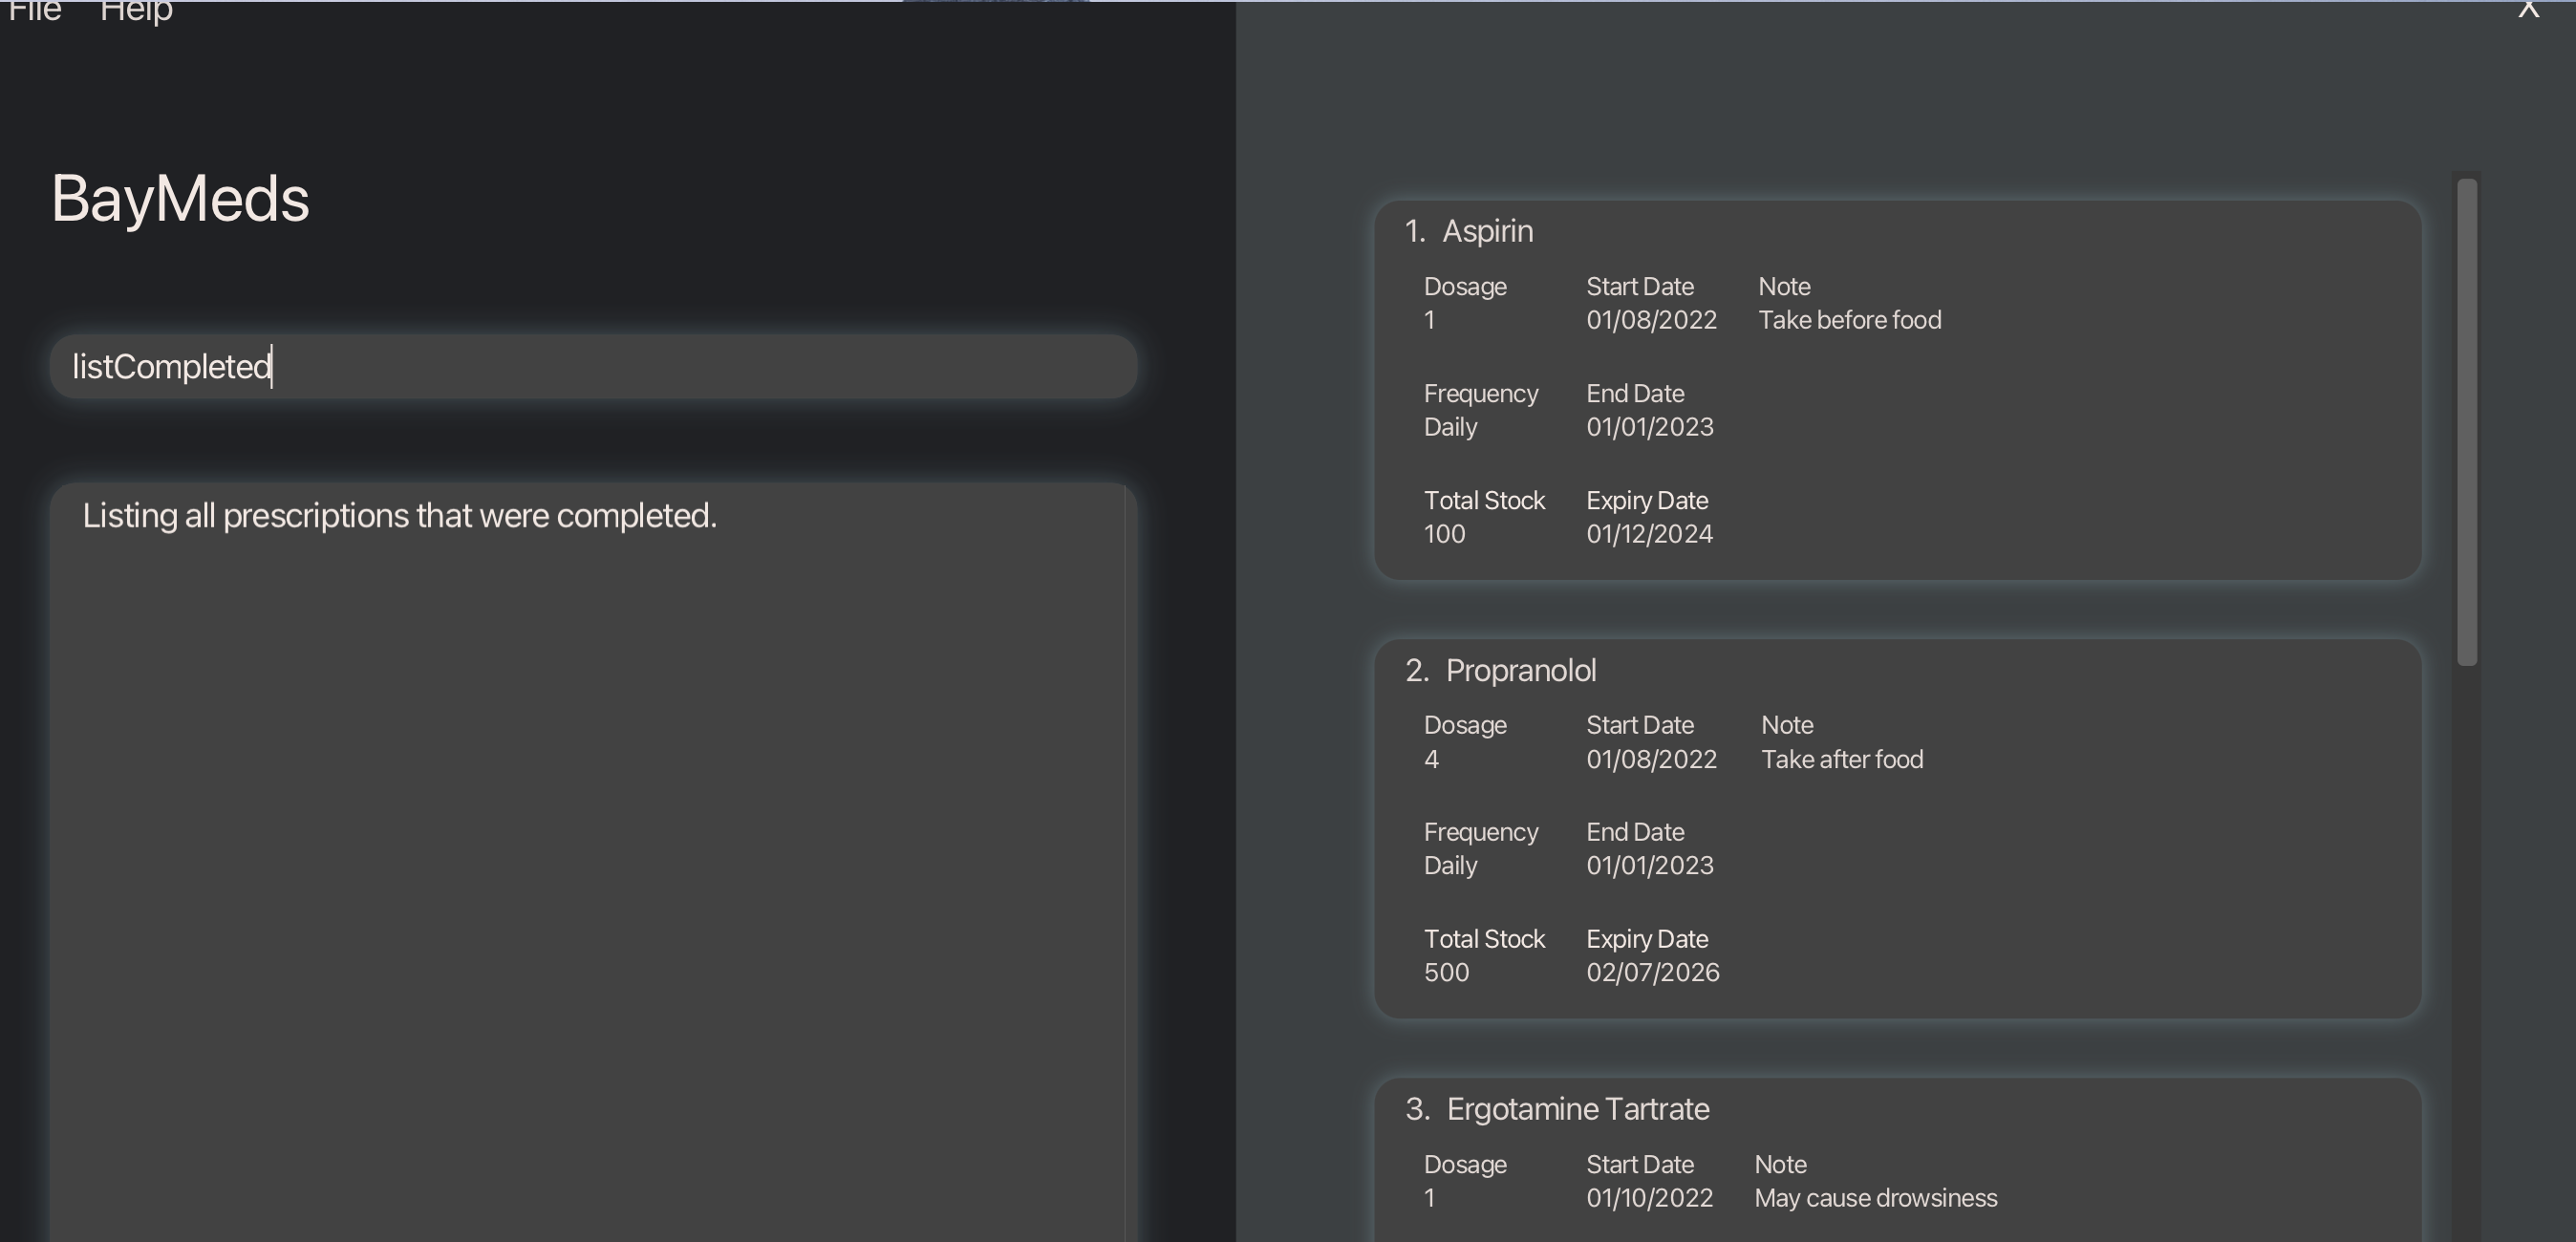 File Help X
BayMeds
listCompleted
Listing all prescriptions that were completed.
1. Aspirin
Dosage Start Date Note
1 01/08/2022 Take before food
Frequency End Date
Daily 01/01/2023
Total Stock Expiry Date
100 01/12/2024
2. Propranolol
Dosage Start Date Note
4 01/08/2022 Take after food
Frequency End Date
Daily 01/01/2023
Total Stock Expiry Date
500 02/07/2026
3. Ergotamine Tartrate
Dosage Start Date Note
1 01/10/2022 May cause drowsiness